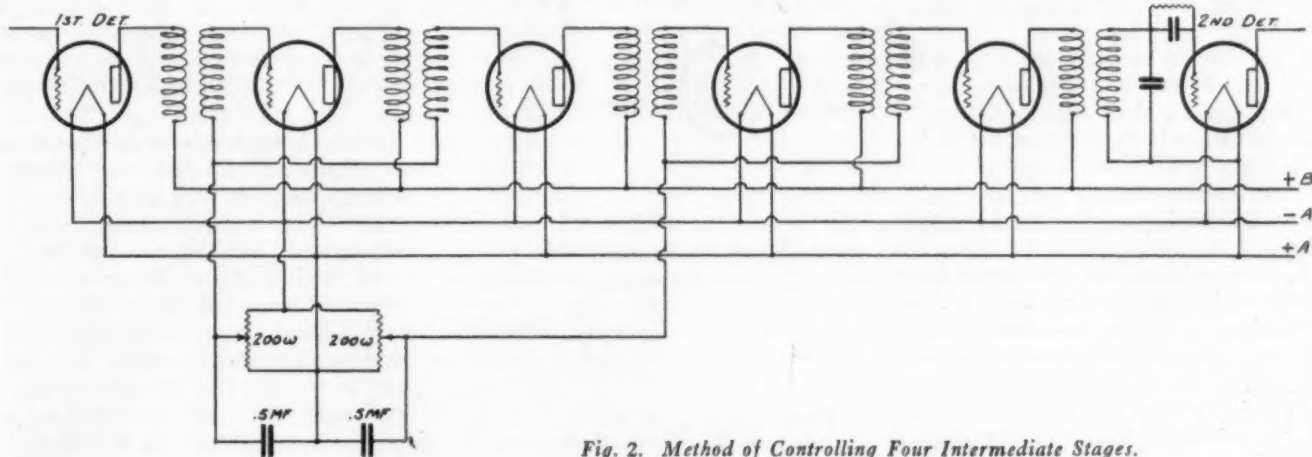 1ST. DET.
2ND DET.
+B
-A
+A
200ω
200ω
.5MF
.5MF
Fig. 2. Method of Controlling Four Intermediate Stages.